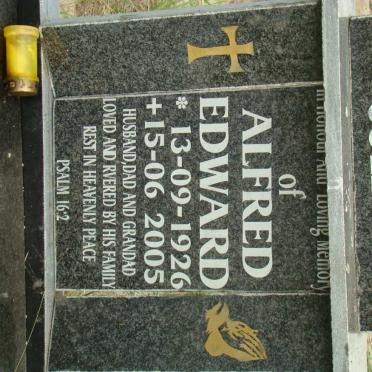 In Honour And Loving Memory
of
ALFRED
EDWARD
* 13-09-1926
+15-06 2005
HUSBAND,DAD AND GRANDAD
LOVED AND RVERED BY HIS FAMILY
REST IN HEAVENLY PEACE
PSALM 16:2